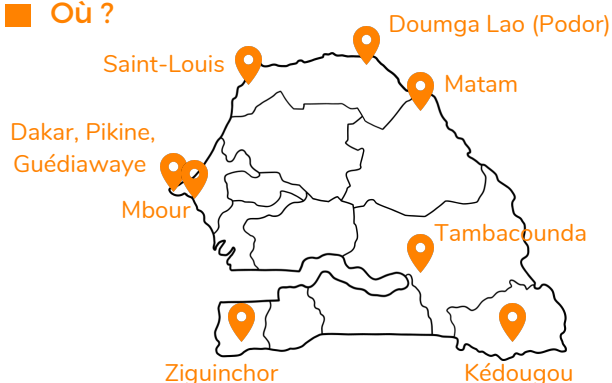 Où ?
Doumga Lao (Podor)
Saint-Louis
Matam
Dakar, Pikine,
Guédiawaye
Mbour
Tambacounda
Ziguinchor
Kédougou